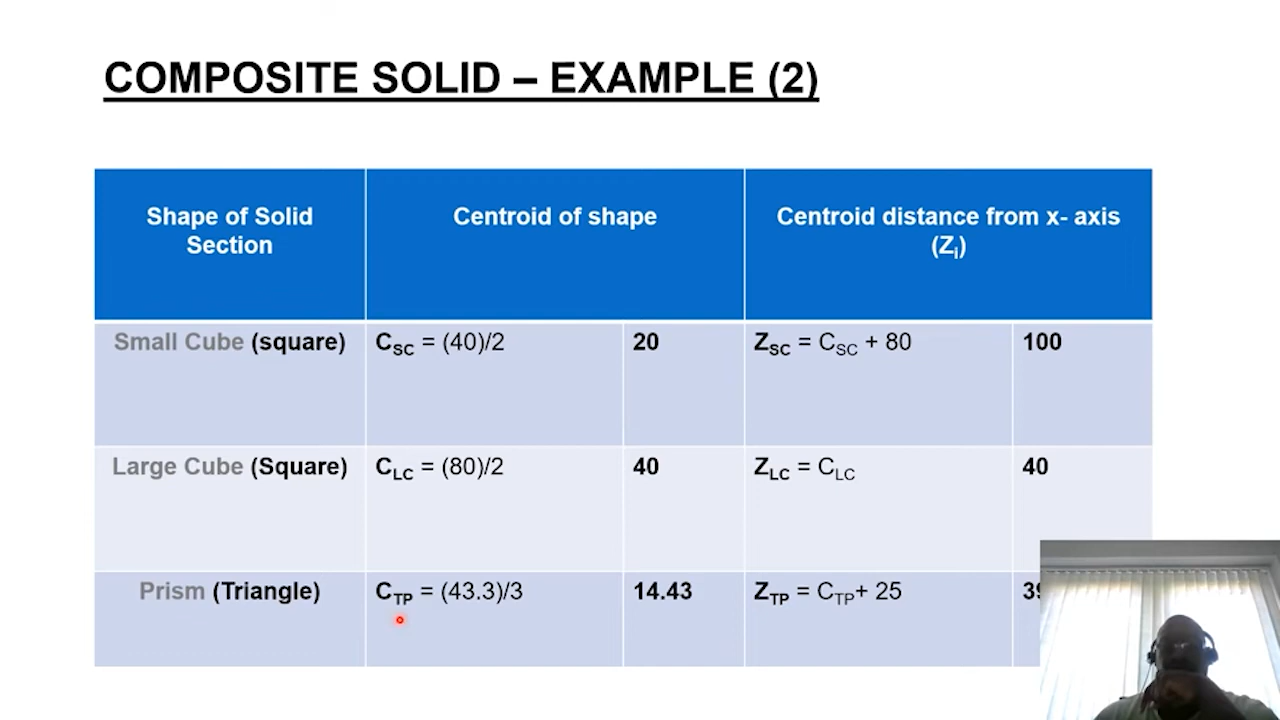 COMPOSITE SOLID – EXAMPLE (2)
Shape of Solid
Section
Centroid of shape
Centroid distance from x- axis
(Zi)
Small Cube (square)
CSC = (40)/2
20
ZSC = CSC + 80
100
Large Cube (Square)
CLC = (80)/2
40
ZLC = CLC
40
Prism (Triangle)
CTP = (43.3)/3
14.43
ZTP = CTP+ 25